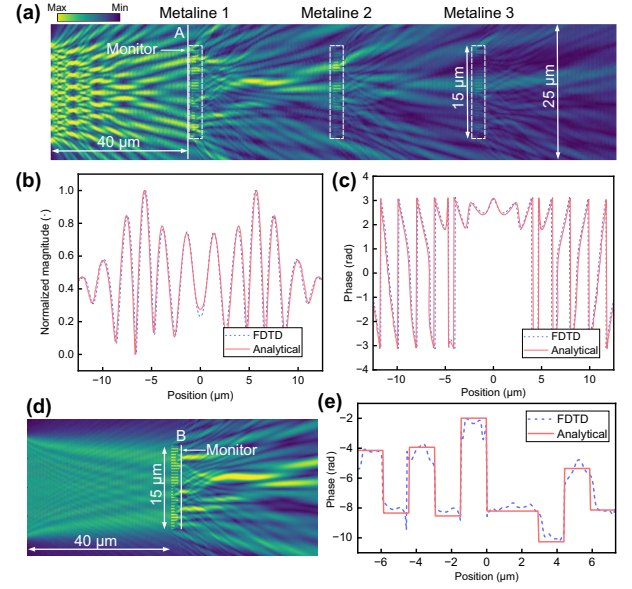 (a)
Max Min
Metaline 1 Metaline 2 Metaline 3
A
Monitor
15 µm
25 µm
40 µm
(b)
Normalized magnitude (·)
1.0
0.8
0.6
0.4
0.2
0.0
FDTD
Analytical
−10 −5 0 5 10
Position (µm)
(c)
Phase (rad)
4
3
2
1
0
−1
−2
−3
−4
FDTD
Analytical
−10 −5 0 5 10
Position (µm)
(d)
B
Monitor
15 µm
40 µm
(e)
Phase (rad)
−2
−4
−6
−8
−10
FDTD
Analytical
−6 −4 −2 0 2 4 6
Position (µm)